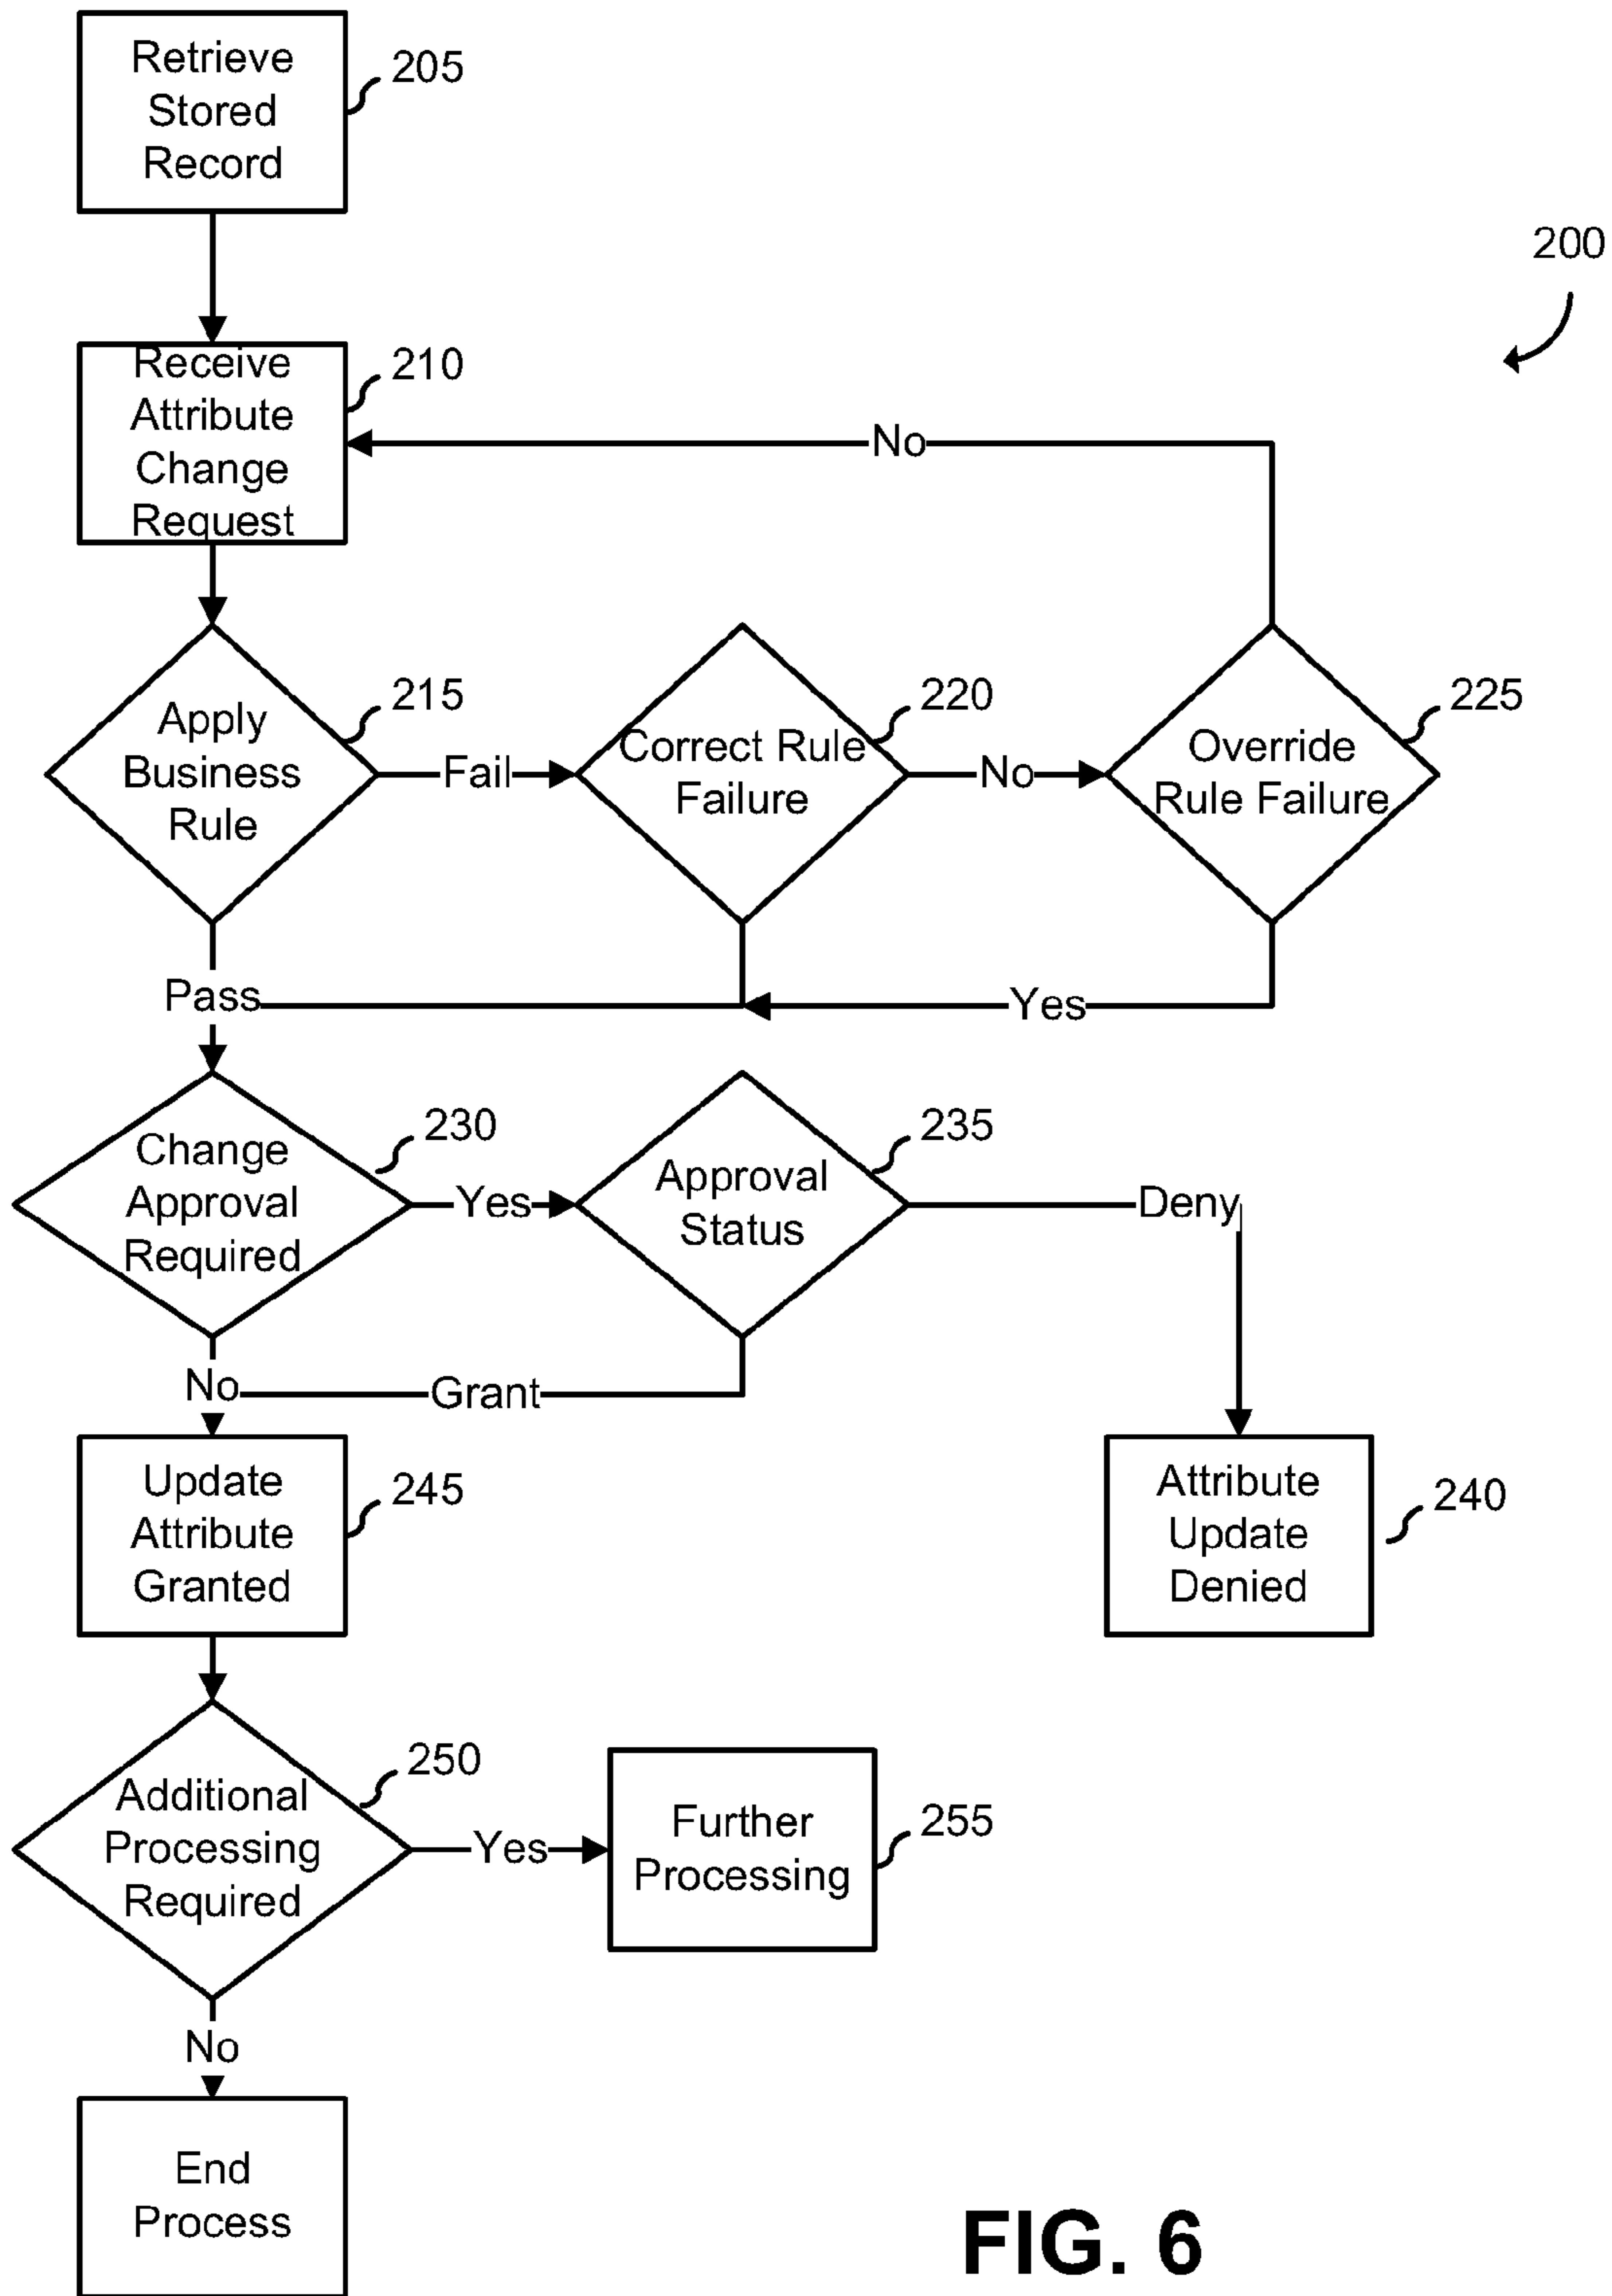 Retrieve
Stored
Record
205
200
Receive
Attribute
Change
Request
210
No
Apply
Business
Rule
215
Fail
Correct Rule
Failure
220
No
Override
Rule Failure
225
Pass
Yes
Change
Approval
Required
230
Yes
Approval
Status
235
Deny
No
Grant
Update
Attribute
Granted
245
Attribute
Update
Denied
240
Additional
Processing
Required
250
Yes
Further
Processing
255
No
End
Process
FIG. 6